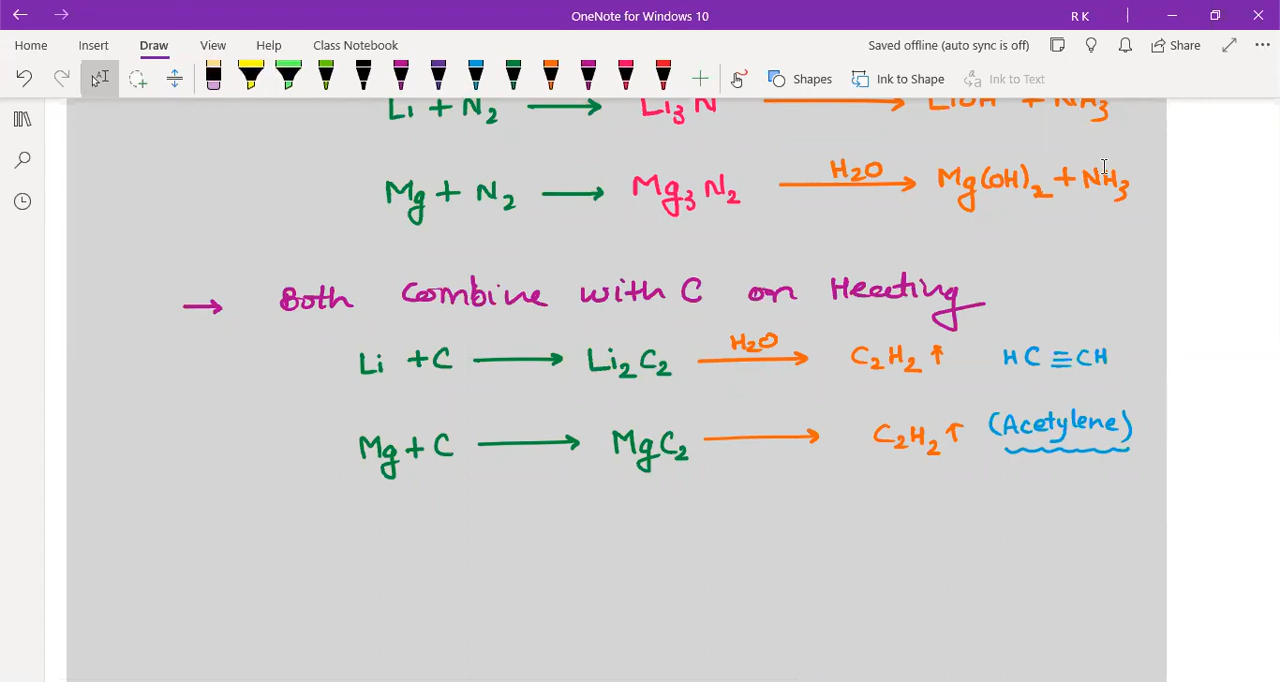 OneNote for Windows 10
R K
Home Insert Draw View Help Class Notebook
Saved offline (auto sync is off) Share
Shapes Ink to Shape Ink to Text
Li + N₂ ⟶ Li₃N ⟶ LiOH + NH₃
Mg + N₂ ⟶ Mg₃N₂ ⟶ H₂O Mg(OH)₂ + NH₃
→ Both Combine with C on Heating
Li + C ⟶ Li₂C₂ ⟶ H₂O C₂H₂ ↑ HC ≡ CH
Mg + C ⟶ MgC₂ ⟶ C₂H₂ ↑ (Acetylene)